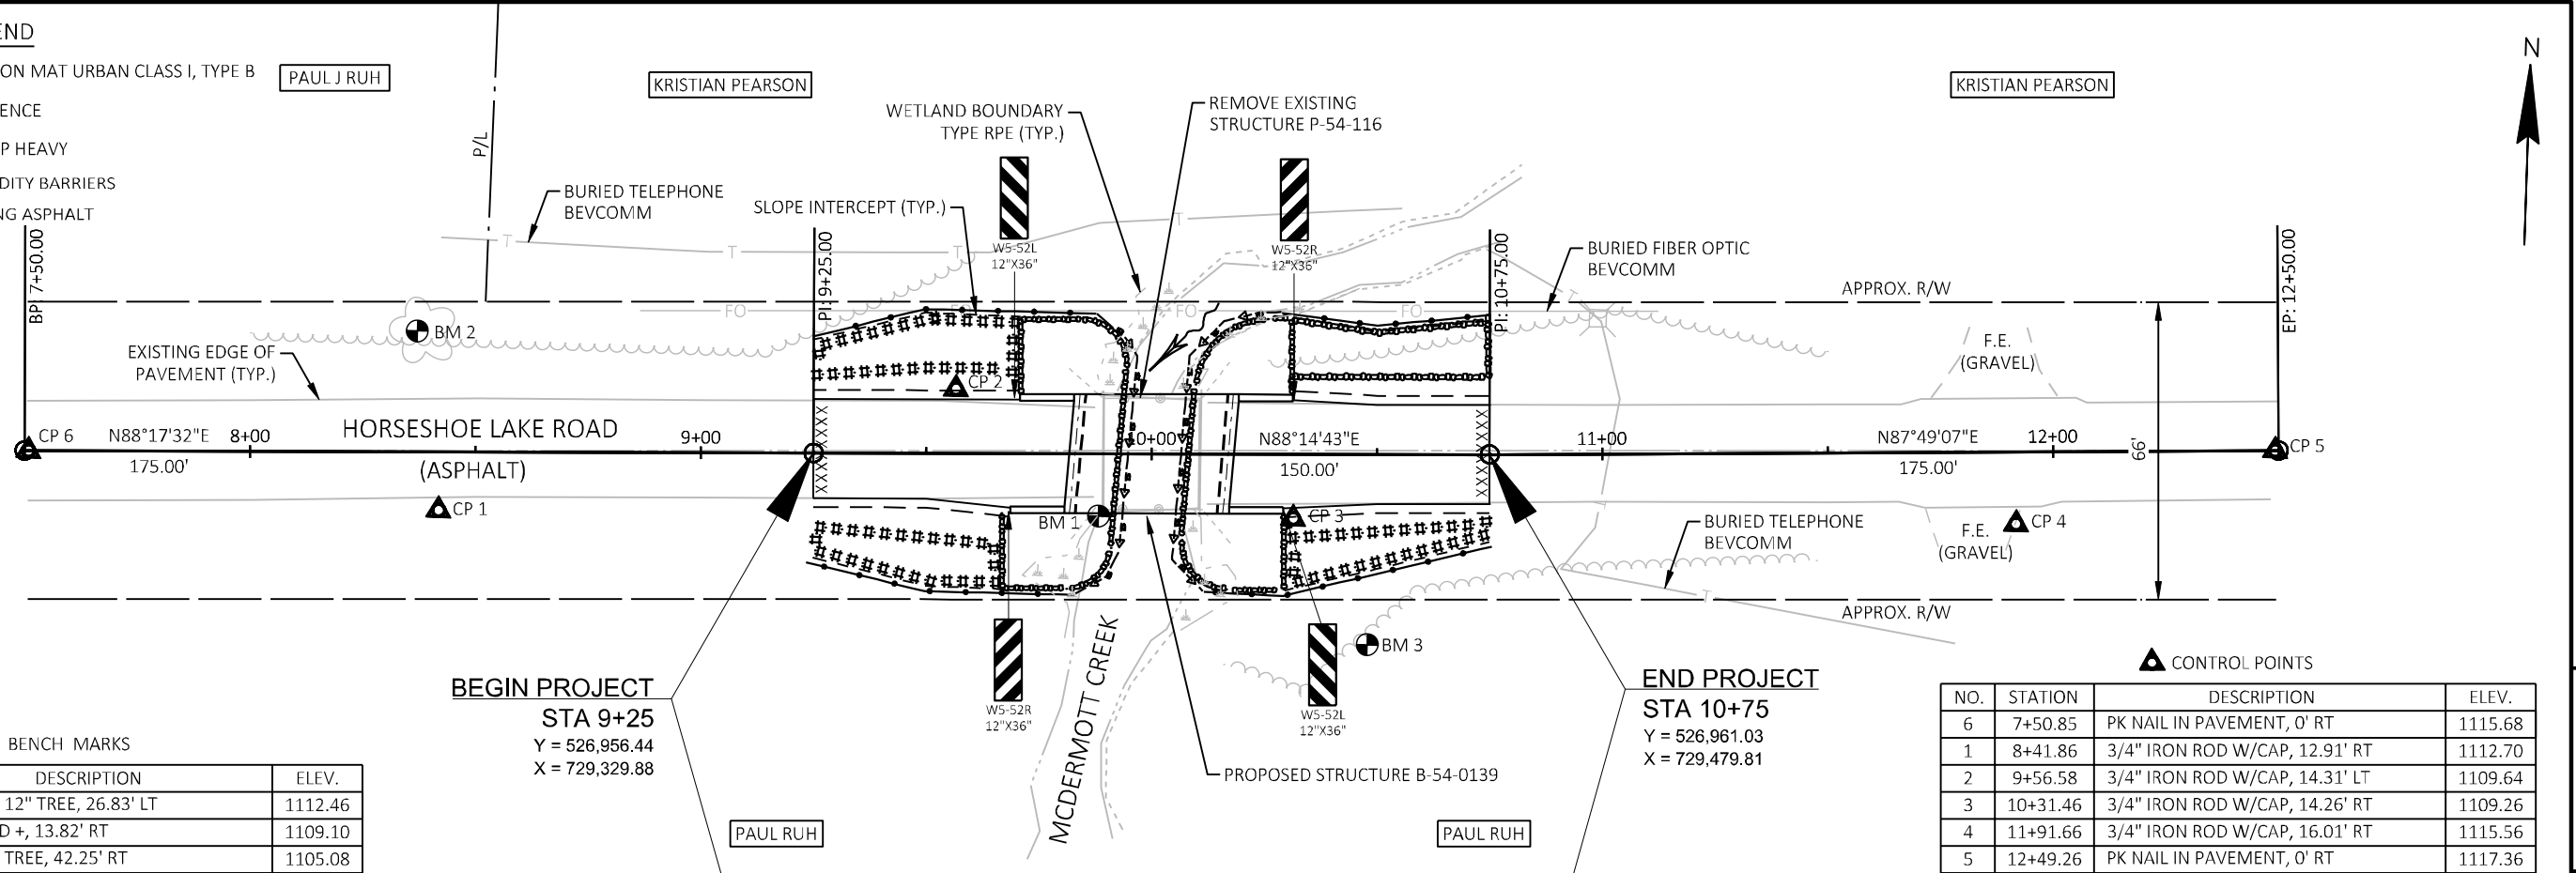 END
ON MAT URBAN CLASS I, TYPE B
ENCE
P HEAVY
DITY BARRIERS
NG ASPHALT
PAUL J RUH
KRISTIAN PEARSON
KRISTIAN PEARSON
N
P/L
WETLAND BOUNDARY
TYPE RPE (TYP.)
REMOVE EXISTING
STRUCTURE P-54-116
BURIED TELEPHONE
BEVCOMM
SLOPE INTERCEPT (TYP.)
W5-52L
12"X36"
W5-52R
12"X36"
BURIED FIBER OPTIC
BEVCOMM
BP: 7+50.00
PI: 9+25.00
PI: 10+75.00
EP: 12+50.00
T
T
T
T
T
FO
FO
FO
FO
APPROX. R/W
BM 2
EXISTING EDGE OF
PAVEMENT (TYP.)
CP 2
F.E.
(GRAVEL)
HORSESHOE LAKE ROAD
(ASPHALT)
CP 6
N88°17'32"E
175.00'
8+00
9+00
10+00
N88°14'43"E
150.00'
11+00
N87°49'07"E
175.00'
12+00
66'
CP 5
XXXXXXXX
XXXXXXXX
CP 1
BM 1
CP 3
CP 4
F.E.
(GRAVEL)
BURIED TELEPHONE
BEVCOMM
T
T
APPROX. R/W
MCDERMOTT CREEK
BM 3
W5-52R
12"X36"
W5-52L
12"X36"
BEGIN PROJECT
STA 9+25
Y = 526,956.44
X = 729,329.88
END PROJECT
STA 10+75
Y = 526,961.03
X = 729,479.81
PROPOSED STRUCTURE B-54-0139
PAUL RUH
PAUL RUH
BENCH MARKS
DESCRIPTION ELEV.
12" TREE, 26.83' LT 1112.46
D +, 13.82' RT 1109.10
TREE, 42.25' RT 1105.08
CONTROL POINTS
NO. STATION DESCRIPTION ELEV.
6 7+50.85 PK NAIL IN PAVEMENT, 0' RT 1115.68
1 8+41.86 3/4" IRON ROD W/CAP, 12.91' RT 1112.70
2 9+56.58 3/4" IRON ROD W/CAP, 14.31' LT 1109.64
3 10+31.46 3/4" IRON ROD W/CAP, 14.26' RT 1109.26
4 11+91.66 3/4" IRON ROD W/CAP, 16.01' RT 1115.56
5 12+49.26 PK NAIL IN PAVEMENT, 0' RT 1117.36